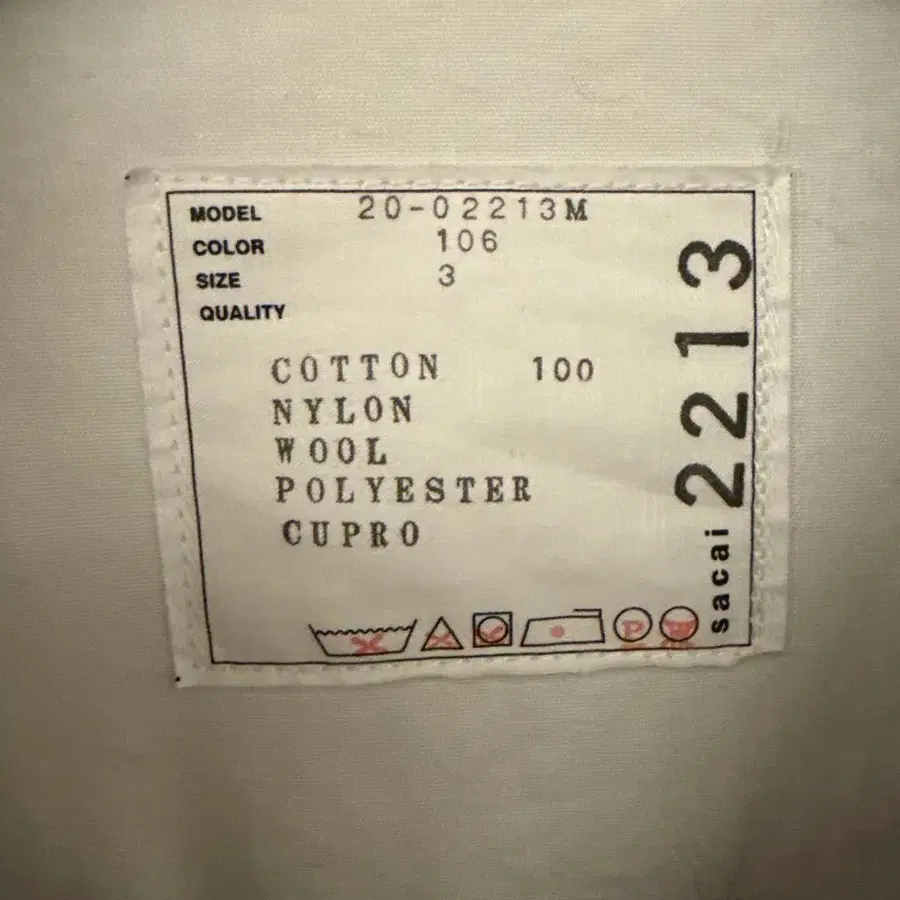 MODEL 20-02213M
COLOR 106
SIZE 3
QUALITY
COTTON 100
NYLON
WOOL
POLYESTER
CUPRO
P
sacai 2213